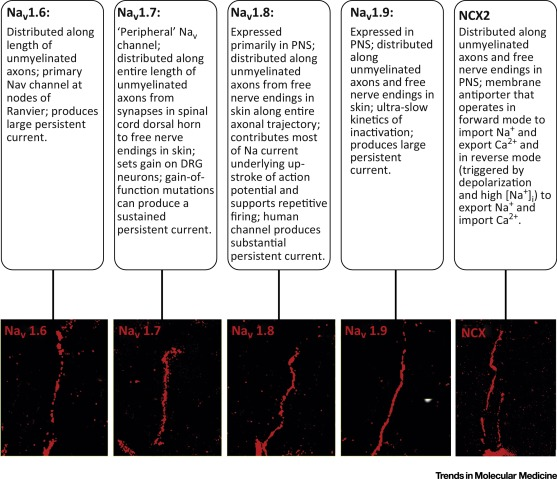 Nav1.6:
Distributed along
length of
unmyelinated
axons; primary
Nav channel at
nodes of
Ranvier; produces
large persistent
current.
Nav1.7:
‘Peripheral’ Nav
channel;
distributed along
entire length of
unmyelinated
axons from
synapses in spinal
cord dorsal horn
to free nerve
endings in skin;
sets gain on DRG
neurons; gain-of-
function mutations
can produce a
sustained
persistent current.
Nav1.8:
Expressed
primarily in PNS;
distributed along
unmyelinated
axons from free
nerve endings in
skin along entire
axonal trajectory;
contributes most
of Na current
underlying up-
stroke of action
potential and
supports repetitive
firing; human
channel produces
substantial
persistent current.
Nav1.9:
Expressed in
PNS; distributed
along
unmyelinated
axons and free
nerve endings in
skin; ultra-slow
kinetics of
inactivation;
produces large
persistent
current.
NCX2
Distributed along
unmyelinated
axons and free
nerve endings in
PNS; membrane
antiporter that
operates in
forward mode to
import Na⁺ and
export Ca²⁺ and
in reverse mode
(triggered by
depolarization
and high [Na⁺]i) to
export Na⁺ and
import Ca²⁺.
Nav 1.6
Nav 1.7
Nav 1.8
Nav 1.9
NCX
Trends in Molecular Medicine